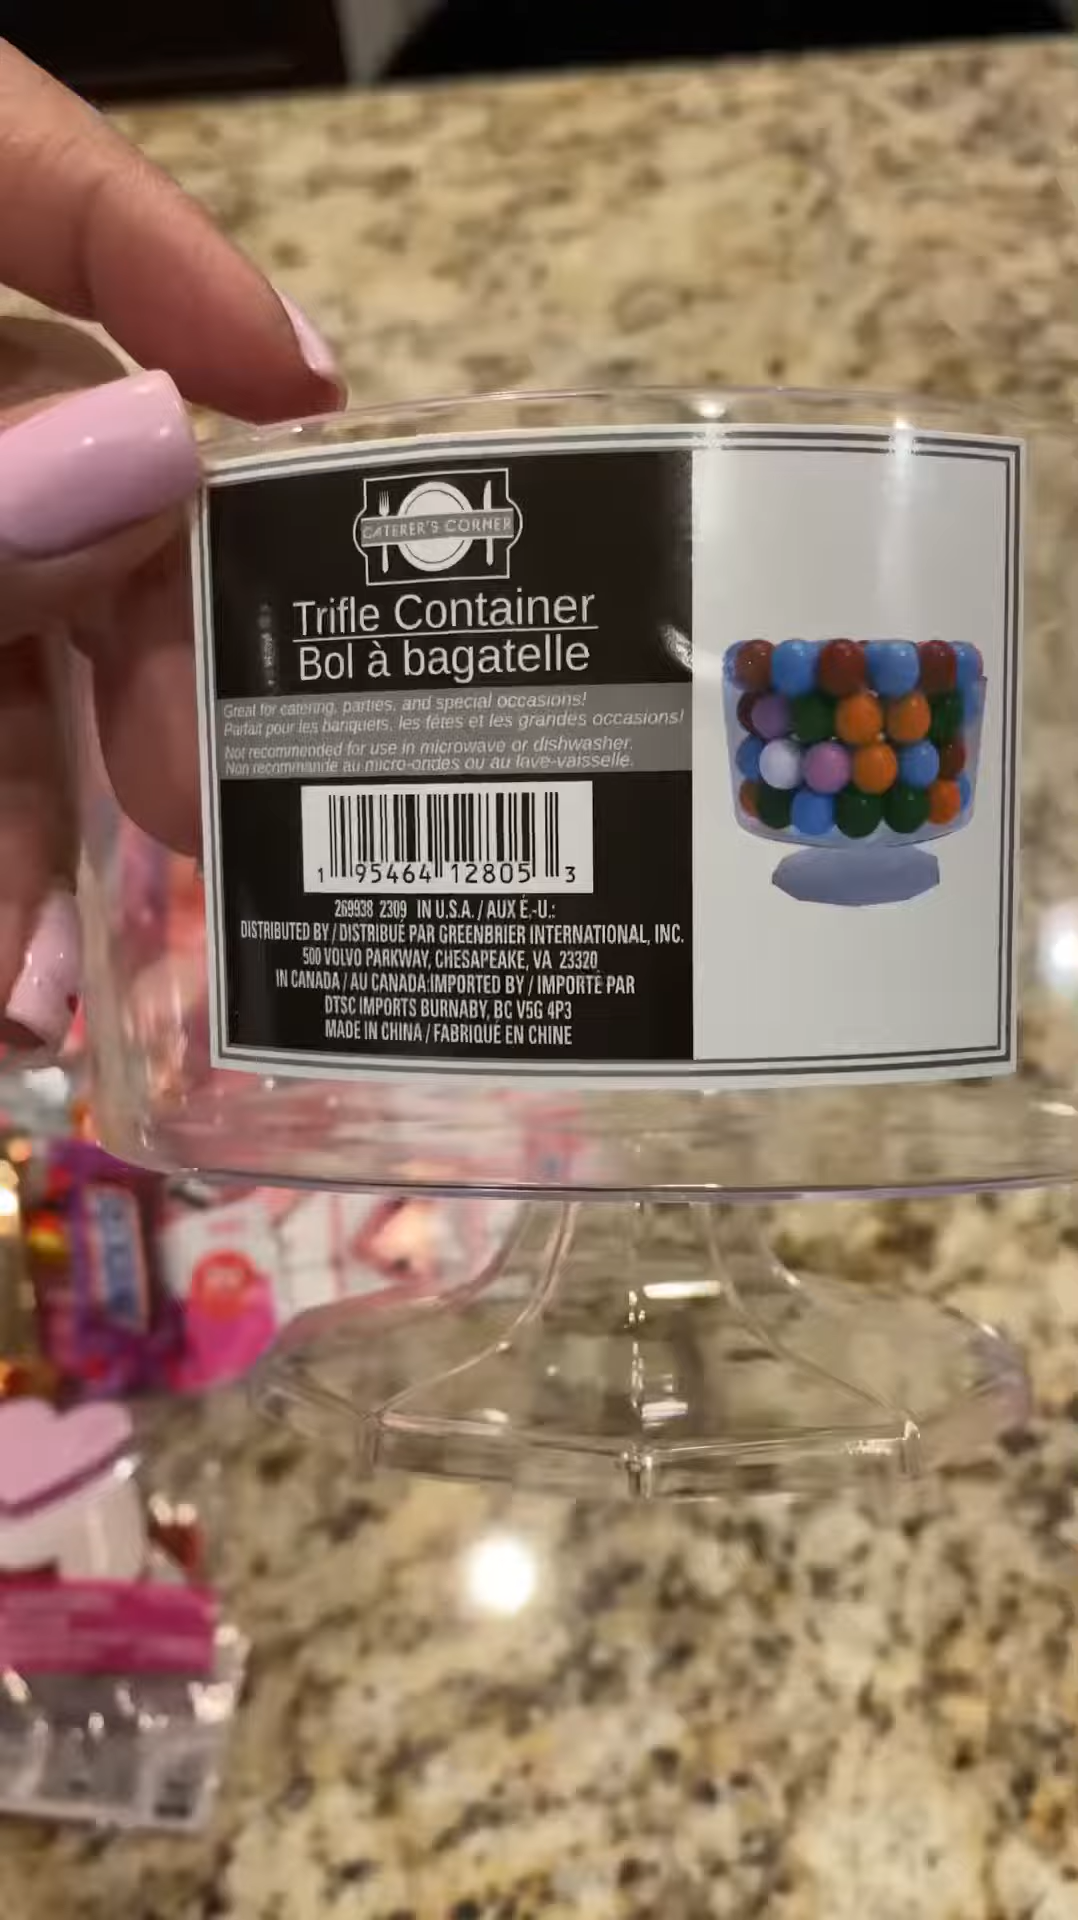 CATERER'S CORNER
Trifle Container
Bol à bagatelle
Great for catering, parties, and special occasions!
Parfait pour les banquets, les fêtes et les grandes occasions!
Not recommended for use in microwave or dishwasher.
Non recommandé au micro-ondes ou au lave-vaisselle.
1 95464 12805 3
269938 2309 IN U.S.A. / AUX É.-U.:
DISTRIBUTED BY / DISTRIBUÉ PAR GREENBRIER INTERNATIONAL, INC.
500 VOLVO PARKWAY, CHESAPEAKE, VA 23320
IN CANADA / AU CANADA:IMPORTED BY / IMPORTÉ PAR
DTSC IMPORTS BURNABY, BC V5G 4P3
MADE IN CHINA / FABRIQUÉ EN CHINE